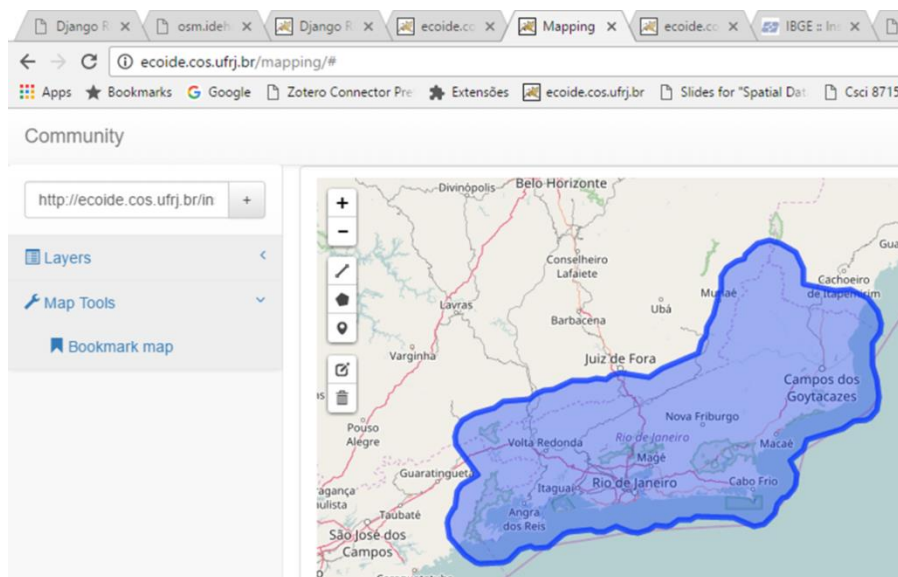 Django R
osm.ideh
Django R
ecoide.co
Mapping
ecoide.co
IBGE :: Ins
ecoide.cos.ufrj.br/mapping/#
Apps
Bookmarks
Google
Zotero Connector Pre
Extensões
ecoide.cos.ufrj.br
Slides for "Spatial Dat
Csci 8715
Community
http://ecoide.cos.ufrj.br/in
+
Layers
Map Tools
Bookmark map
+
-
Divinópolis
Belo Horizonte
Gua
Conselheiro
Lafaiete
Cachoeiro
de Itapemirim
Lavras
Ubá
Barbacena
Varginha
Juiz de Fora
Campos dos
Goytacazes
Pouso
Alegre
Nova Friburgo
Volta Redonda
Rio de Janeiro
Macaé
Magé
Guaratinguetá
Itaguaí
Rio de Janeiro
Cabo Frio
Taubaté
Angra
dos Reis
São José dos
Campos